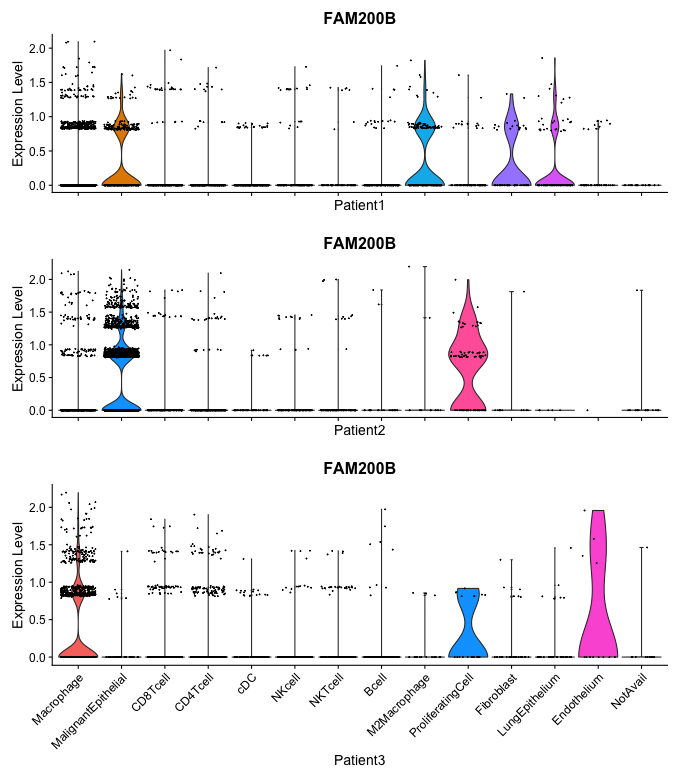 FAM200B
Expression Level
2.0
1.5
1.0
0.5
0.0
Patient1
FAM200B
Expression Level
2.0
1.5
1.0
0.5
0.0
Patient2
FAM200B
Expression Level
2.0
1.5
1.0
0.5
0.0
Macrophage
MalignantEpithelial
CD8Tcell
CD4Tcell
cDC
NKcell
NKTcell
Bcell
M2Macrophage
ProliferatingCell
Fibroblast
LungEpithelium
Endothelium
NotAvail
Patient3